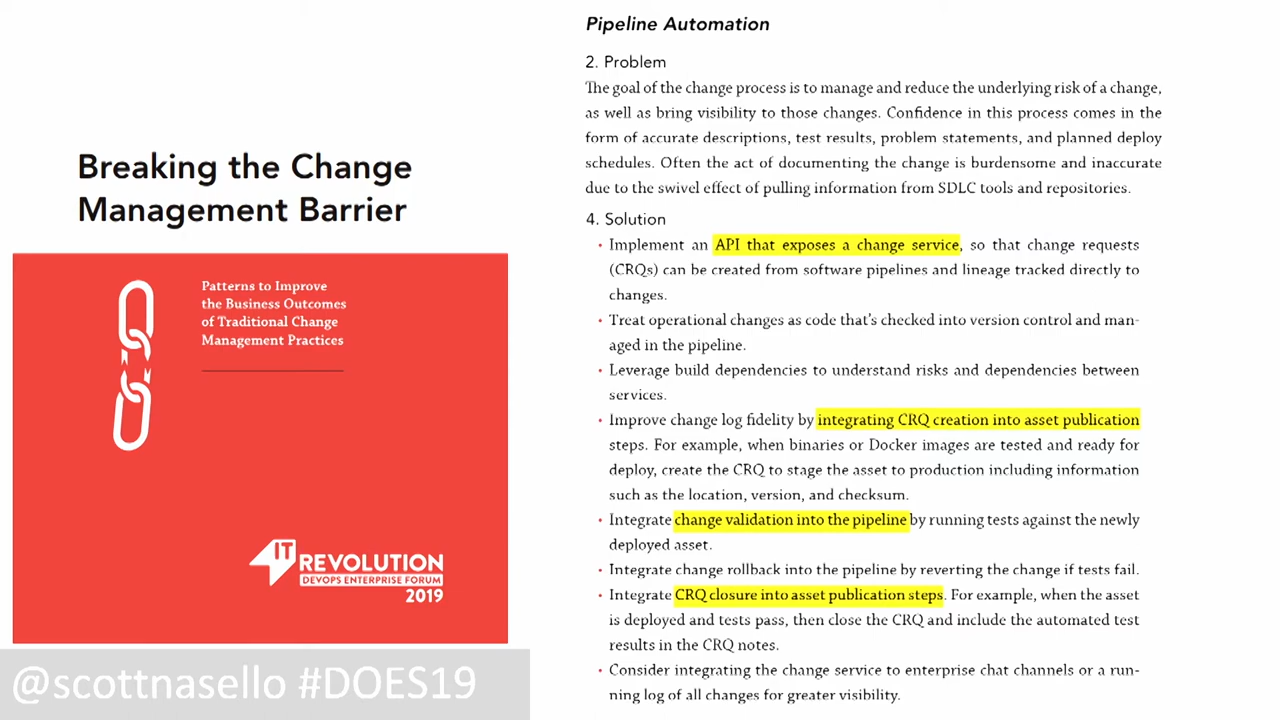 Breaking the Change
Management Barrier
Patterns to Improve
the Business Outcomes
of Traditional Change
Management Practices
IT
REVOLUTION
DEVOPS ENTERPRISE FORUM
2019
@scottnasello #DOES19
Pipeline Automation
2. Problem
The goal of the change process is to manage and reduce the underlying risk of a change,
as well as bring visibility to those changes. Confidence in this process comes in the
form of accurate descriptions, test results, problem statements, and planned deploy
schedules. Often the act of documenting the change is burdensome and inaccurate
due to the swivel effect of pulling information from SDLC tools and repositories.
4. Solution
• Implement an API that exposes a change service, so that change requests
(CRQs) can be created from software pipelines and lineage tracked directly to
changes.
• Treat operational changes as code that's checked into version control and man-
aged in the pipeline.
• Leverage build dependencies to understand risks and dependencies between
services.
• Improve change log fidelity by integrating CRQ creation into asset publication
steps. For example, when binaries or Docker images are tested and ready for
deploy, create the CRQ to stage the asset to production including information
such as the location, version, and checksum.
• Integrate change validation into the pipeline by running tests against the newly
deployed asset.
• Integrate change rollback into the pipeline by reverting the change if tests fail.
• Integrate CRQ closure into asset publication steps. For example, when the asset
is deployed and tests pass, then close the CRQ and include the automated test
results in the CRQ notes.
• Consider integrating the change service to enterprise chat channels or a run-
ning log of all changes for greater visibility.